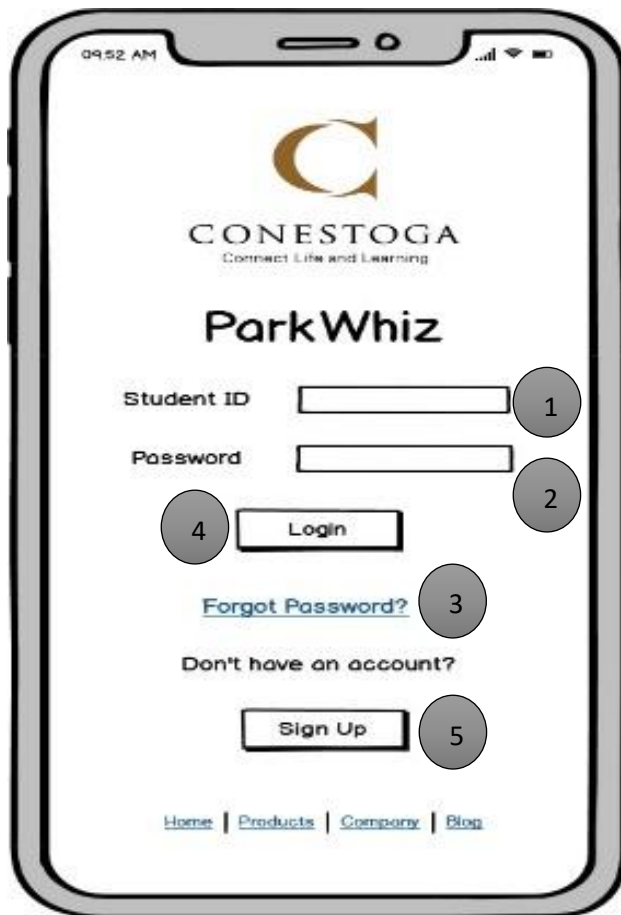 09:52 AM
C
CONESTOGA
Connect Life and Learning
ParkWhiz
Student ID 1
Password 2
4 Login
Forgot Password? 3
Don't have an account?
Sign Up 5
Home | Products | Company | Blog